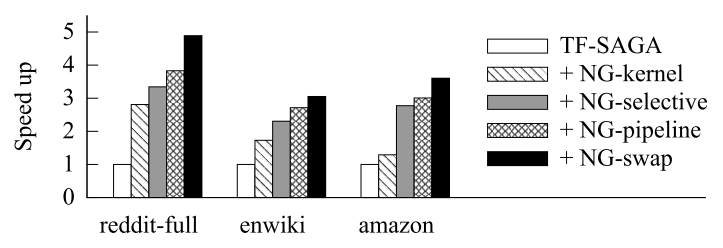 Speed up
5
4
3
2
1
0
reddit-full
enwiki
amazon
TF-SAGA
+ NG-kernel
+ NG-selective
+ NG-pipeline
+ NG-swap